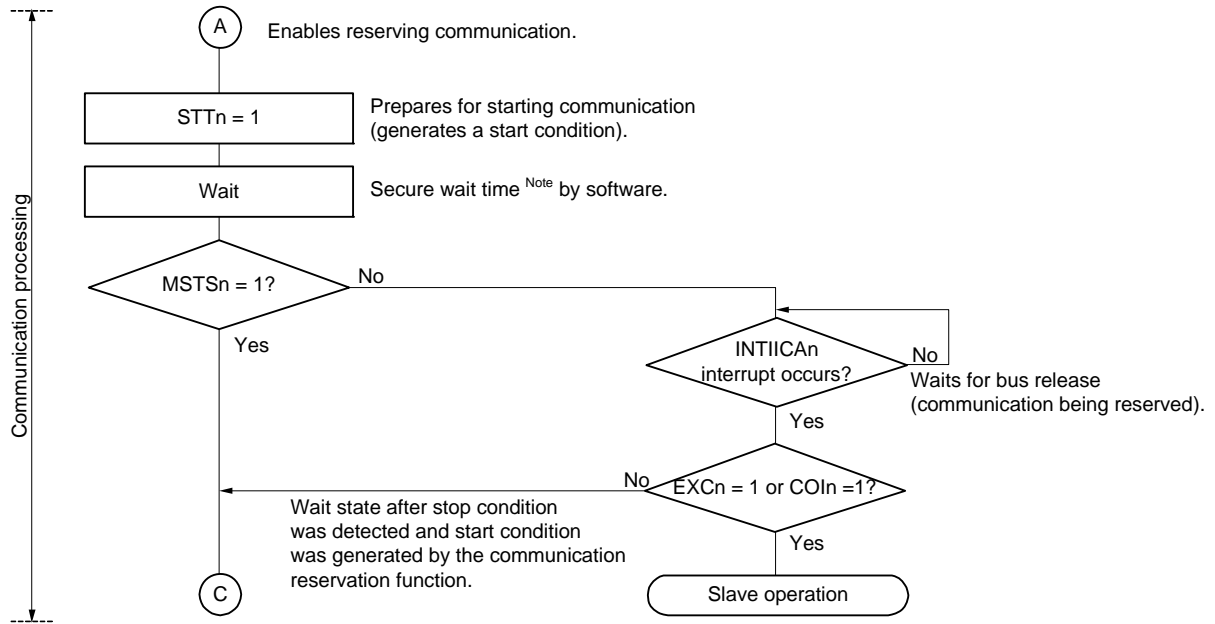 A
Enables reserving communication.
STTn = 1
Prepares for starting communication
(generates a start condition).
Wait
Secure wait time Note by software.
MSTSn = 1?
No
Yes
INTIICAn
interrupt occurs?
No
Waits for bus release
(communication being reserved).
Yes
EXCn = 1 or COIn =1?
No
Wait state after stop condition
was detected and start condition
was generated by the communication
reservation function.
Yes
C
Slave operation
Communication processing